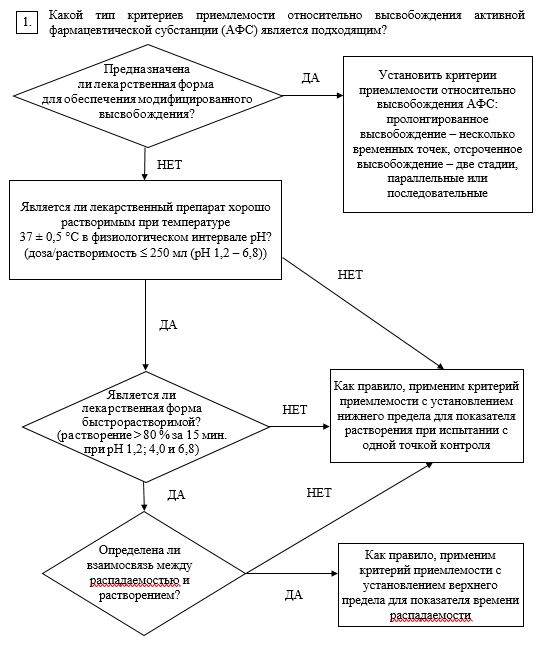 1.
Какой тип критериев приемлемости относительно высвобождения активной
фармацевтической субстанции (АФС) является подходящим?
Предназначена
ли лекарственная форма
для обеспечения модифицированного
высвобождения?
ДА
Установить критерии
приемлемости относительно
высвобождения АФС:
пролонгированное
высвобождение – несколько
временных точек, отсроченное
высвобождение – две стадии,
параллельные или
последовательные
НЕТ
Является ли лекарственный препарат хорошо
растворимым при температуре
37 ± 0,5 °С в физиологическом интервале рН?
(доза/растворимость ≤ 250 мл (рН 1,2 – 6,8))
НЕТ
ДА
Является ли
лекарственная форма
быстрорастворимой?
(растворение > 80 % за 15 мин.
при рН 1,2; 4,0 и 6,8)
НЕТ
Как правило, применим критерий
приемлемости с установлением
нижнего предела для показателя
растворения при испытании с
одной точкой контроля
ДА
НЕТ
Определена ли
взаимосвязь между
распадаемостью и
растворением?
ДА
Как правило, применим
критерий приемлемости с
установлением верхнего
предела для показателя времени
распадаемости